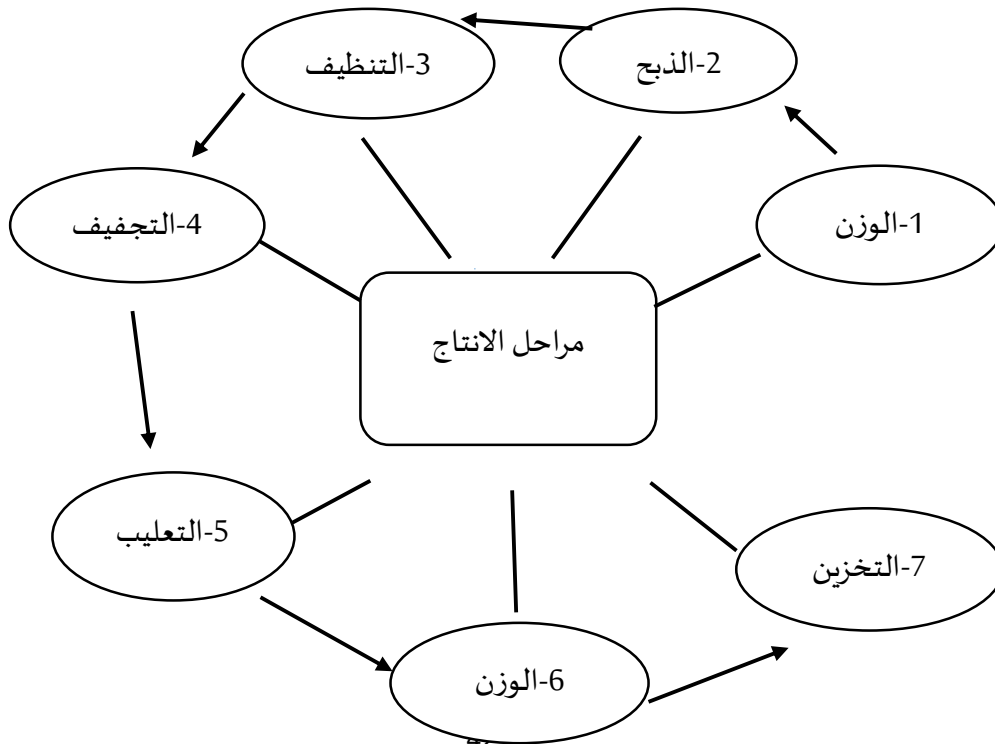 مراحل الانتاج
1-الوزن
2-الذبح
3-التنظيف
4-التجفيف
5-التعليب
6-الوزن
7-التخزين